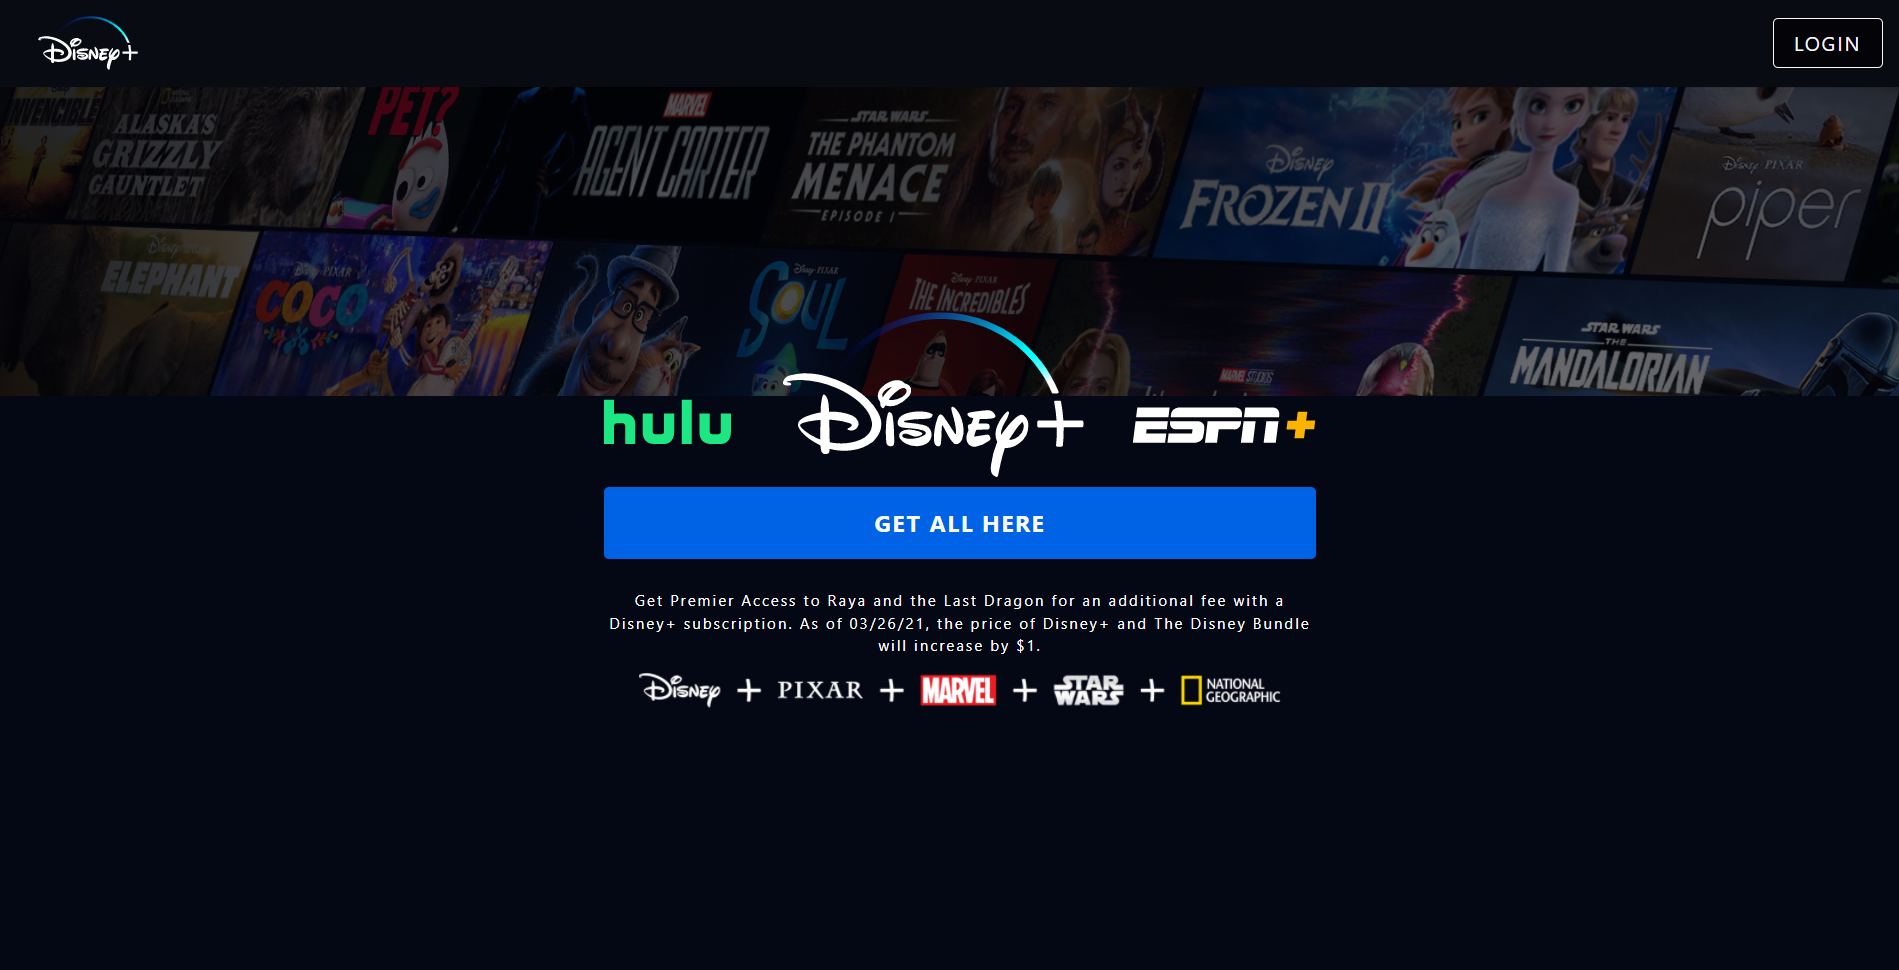 Disney+
LOGIN
INVENCIBLE
ALASKA'S
GRIZZLY
GAUNTLET
PET?
MARVEL
AGENT CARTER
STAR WARS
THE PHANTOM
MENACE
EPISODE I
Disney
FROZEN II
Disney·PIXAR
piper
ELEPHANT
Disney·PIXAR
COCO
Disney·PIXAR
SOUL
Disney·PIXAR
THE INCREDIBLES
MARVEL STUDIOS
STAR WARS
THE
MANDALORIAN
hulu
Disney+
ESPN+
GET ALL HERE
Get Premier Access to Raya and the Last Dragon for an additional fee with a
Disney+ subscription. As of 03/26/21, the price of Disney+ and The Disney Bundle
will increase by $1.
Disney + PIXAR + MARVEL + STAR WARS + NATIONAL GEOGRAPHIC